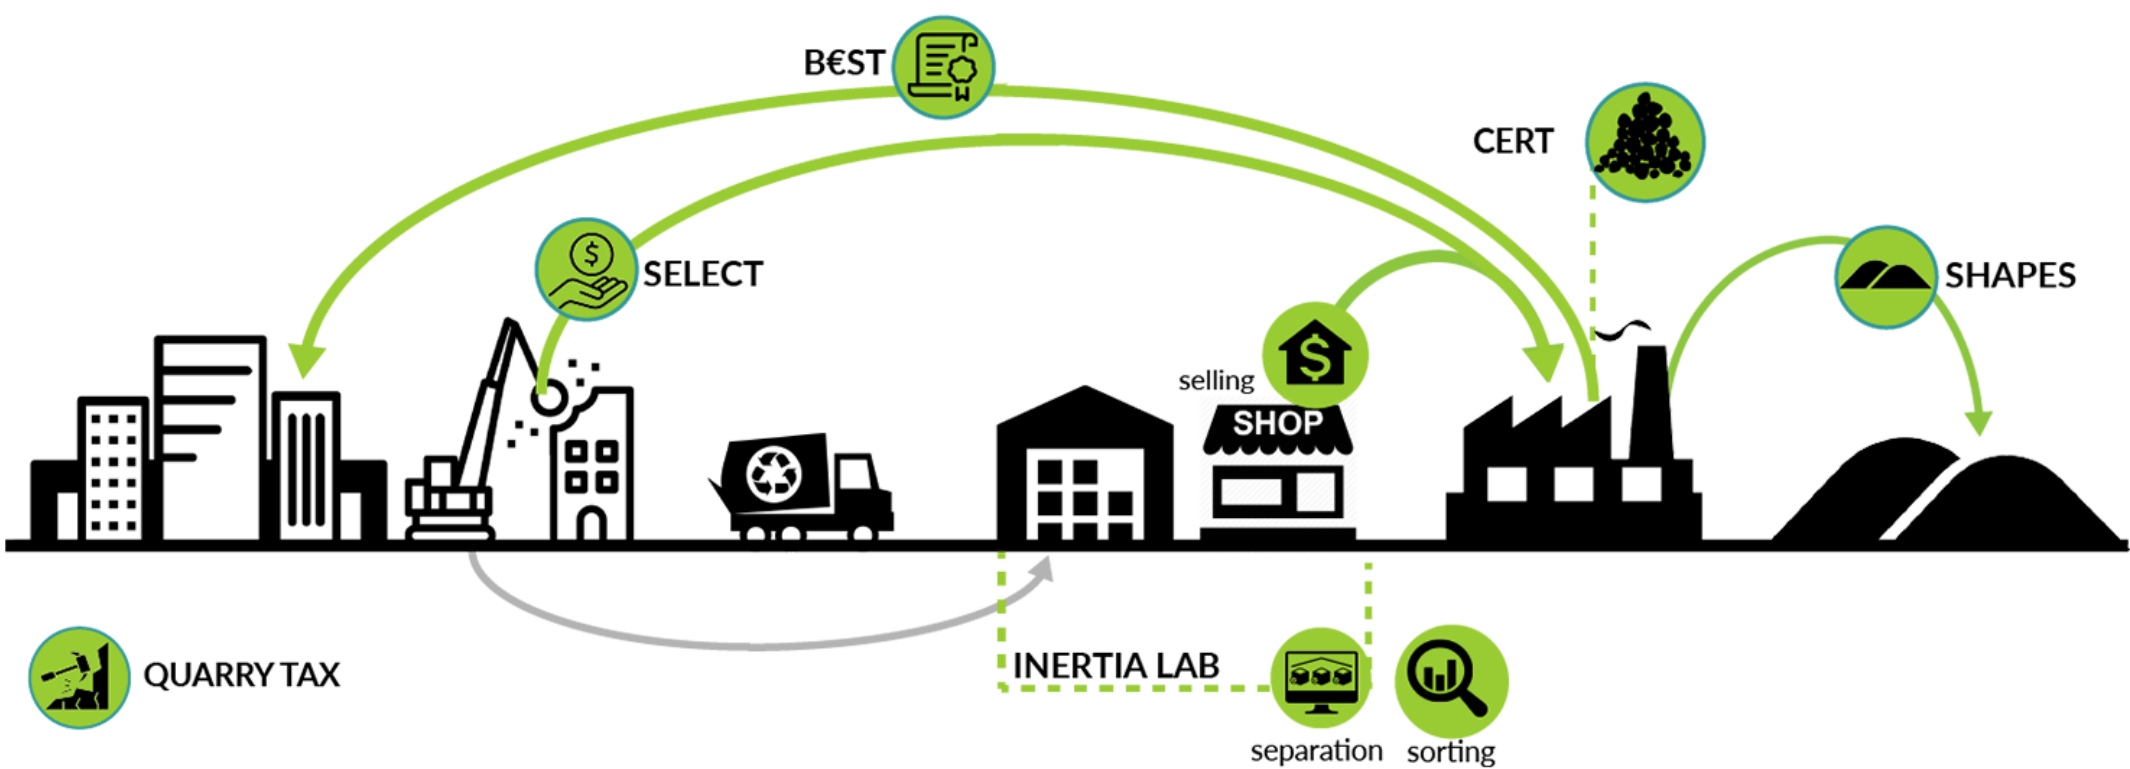 B€ST
CERT
SELECT
SHAPES
selling
SHOP
INERTIA LAB
QUARRY TAX
separation
sorting